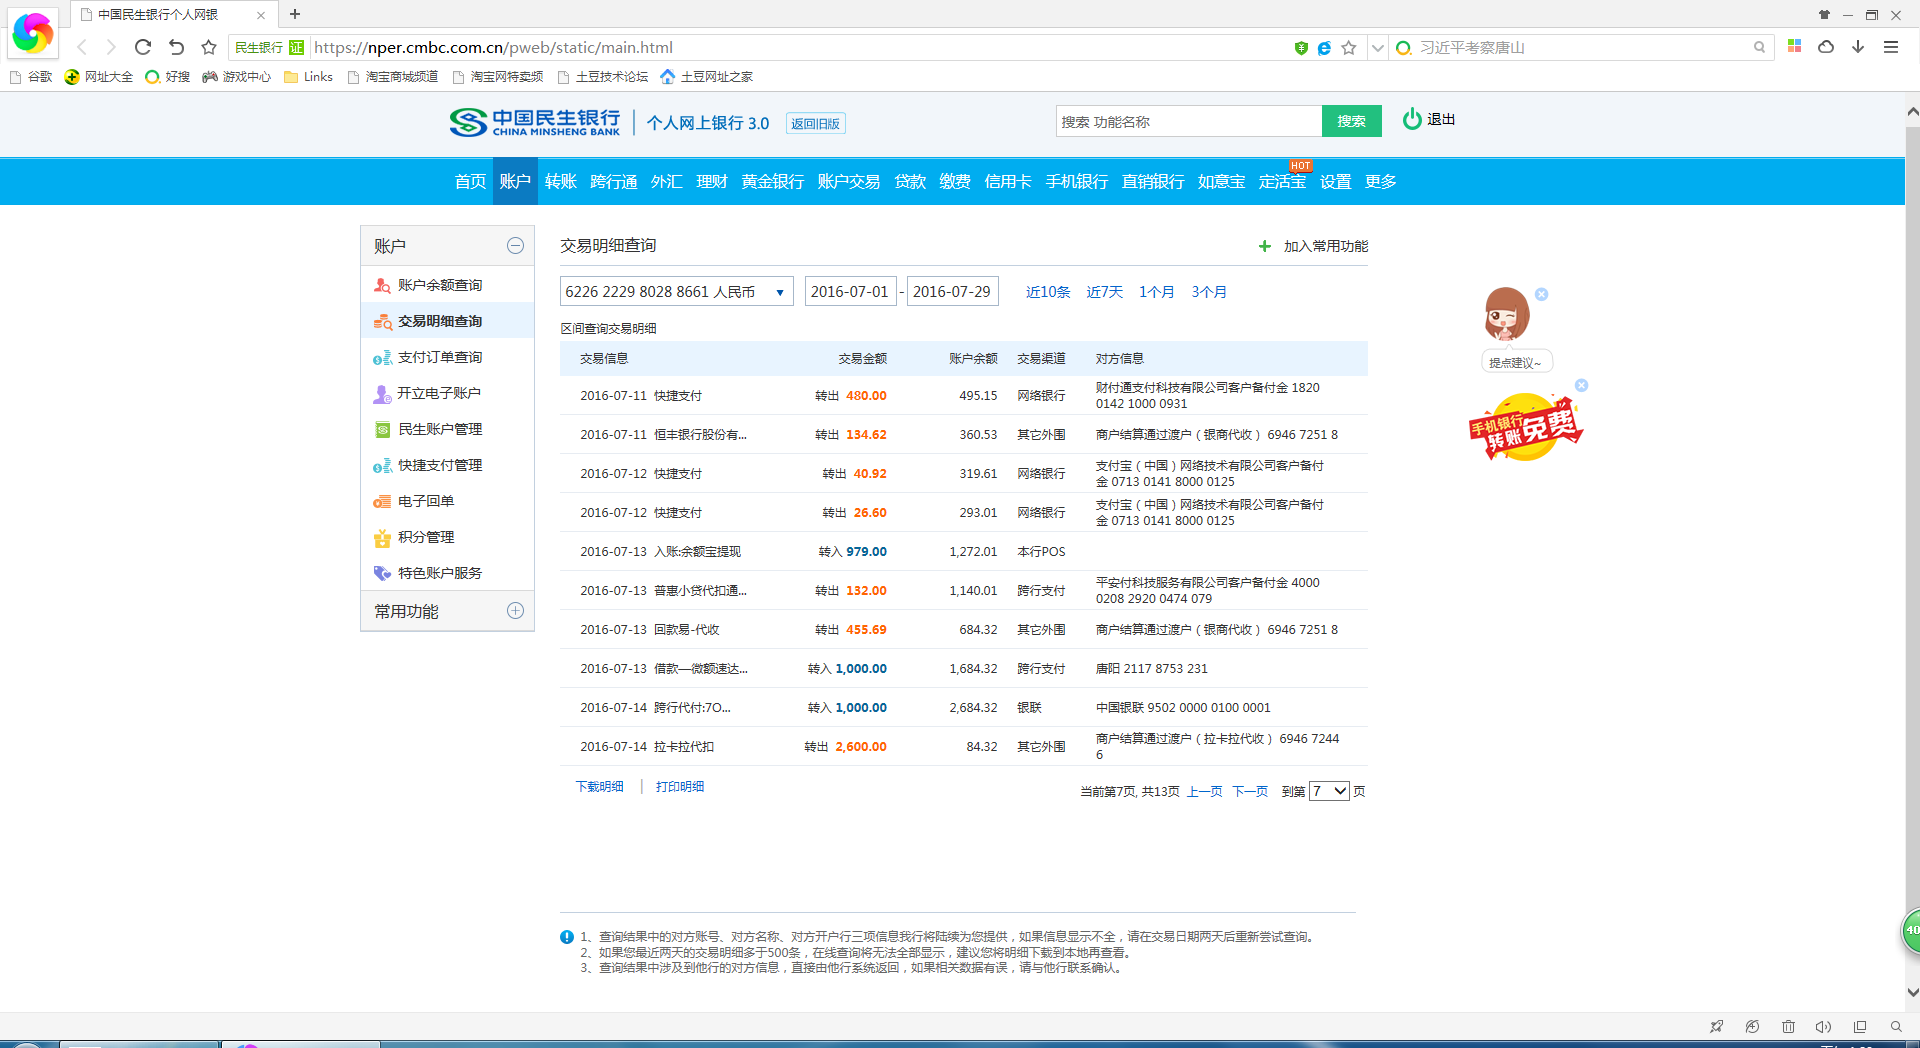 中国民生银行个人网银
民生银行 证 https://nper.cmbc.com.cn/pweb/static/main.html 习近平考察唐山
谷歌 网址大全 好搜 游戏中心 Links 淘宝商城频道 淘宝网特卖频 土豆技术论坛 土豆网址之家
中国民生银行 个人网上银行 3.0 返回旧版 搜索 功能名称 搜索 退出
CHINA MINSHENG BANK
HOT
首页 账户 转账 跨行通 外汇 理财 黄金银行 账户交易 贷款 缴费 信用卡 手机银行 直销银行 如意宝 定活宝 设置 更多
账户
账户余额查询
交易明细查询
支付订单查询
开立电子账户
民生账户管理
快捷支付管理
电子回单
积分管理
特色账户服务
常用功能
交易明细查询 加入常用功能
6226 2229 8028 8661 人民币 2016-07-01 - 2016-07-29 近10条 近7天 1个月 3个月
区间查询交易明细
交易信息 交易金额 账户余额 交易渠道 对方信息
2016-07-11 快捷支付 转出 480.00 495.15 网络银行 财付通支付科技有限公司客户备付金 1820
0142 1000 0931
2016-07-11 恒丰银行股份有... 转出 134.62 360.53 其它外围 商户结算通过渡户（银商代收） 6946 7251 8
2016-07-12 快捷支付 转出 40.92 319.61 网络银行 支付宝（中国）网络技术有限公司客户备付
金 0713 0141 8000 0125
2016-07-12 快捷支付 转出 26.60 293.01 网络银行 支付宝（中国）网络技术有限公司客户备付
金 0713 0141 8000 0125
2016-07-13 入账:余额宝提现 转入 979.00 1,272.01 本行POS
2016-07-13 普惠小贷代扣通... 转出 132.00 1,140.01 跨行支付 平安付科技服务有限公司客户备付金 4000
0208 2920 0474 079
2016-07-13 回款易-代收 转出 455.69 684.32 其它外围 商户结算通过渡户（银商代收） 6946 7251 8
2016-07-13 借款—微额速达... 转入 1,000.00 1,684.32 跨行支付 唐阳 2117 8753 231
2016-07-14 跨行代付:7O... 转入 1,000.00 2,684.32 银联 中国银联 9502 0000 0100 0001
2016-07-14 拉卡拉代扣 转出 2,600.00 84.32 其它外围 商户结算通过渡户（拉卡拉代收） 6946 7244
6
下载明细 | 打印明细 当前第7页, 共13页 上一页 下一页 到第 7 页
提点建议~
手机银行
转账免费
40
1、查询结果中的对方账号、对方名称、对方开户行三项信息我行将陆续为您提供，如果信息显示不全，请在交易日期两天后重新尝试查询。
2、如果您最近两天的交易明细多于500条，在线查询将无法全部显示，建议您将明细下载到本地再查看。
3、查询结果中涉及到他行的对方信息，直接由他行系统返回，如果相关数据有误，请与他行联系确认。